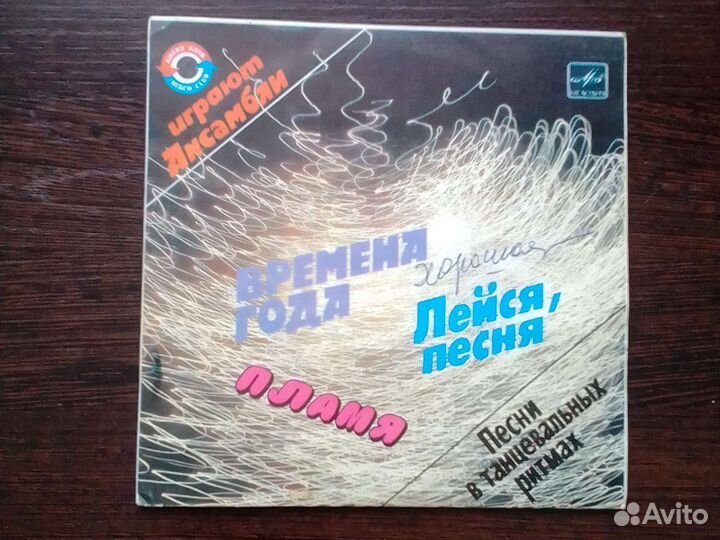 играют
Ансамбли
ВРЕМЕНА
ГОДА
хорошая
Лейся,
песня
ПЛАМЯ
Песни
в танцевальных
ритмах
Avito